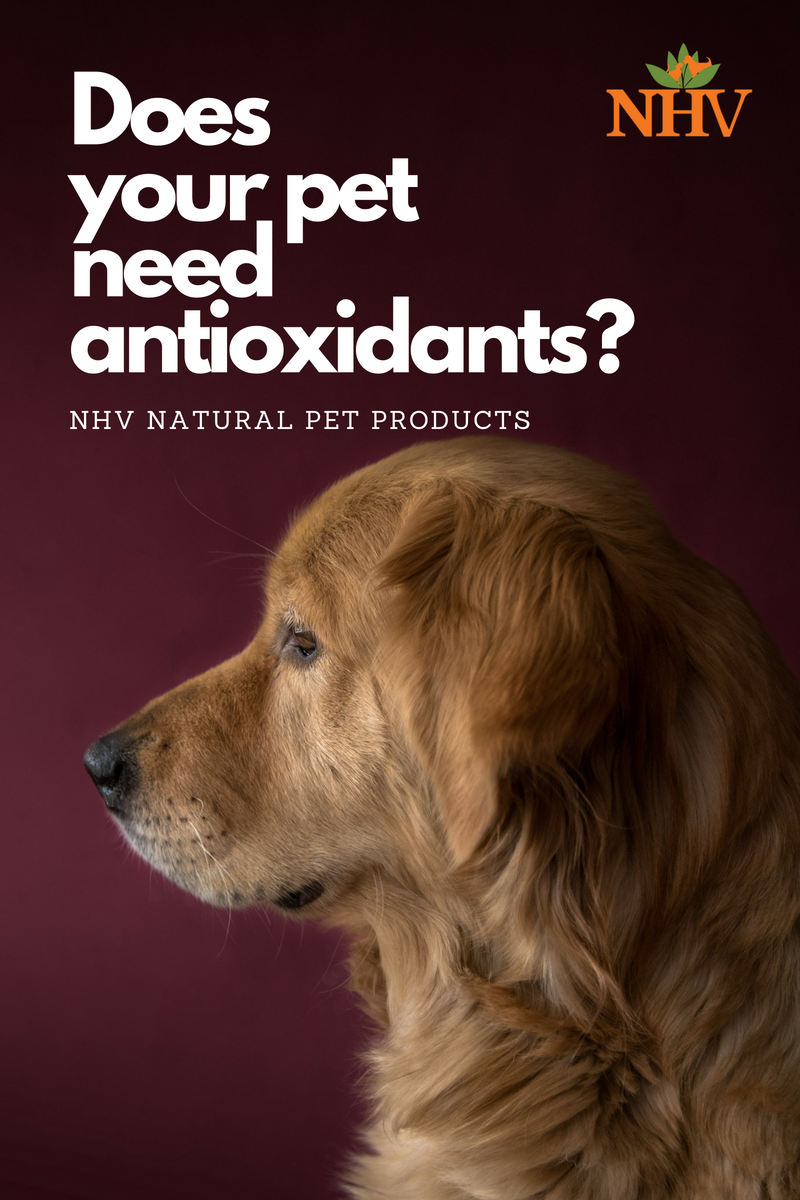 NHV
Does
your pet
need
antioxidants?
NHV NATURAL PET PRODUCTS